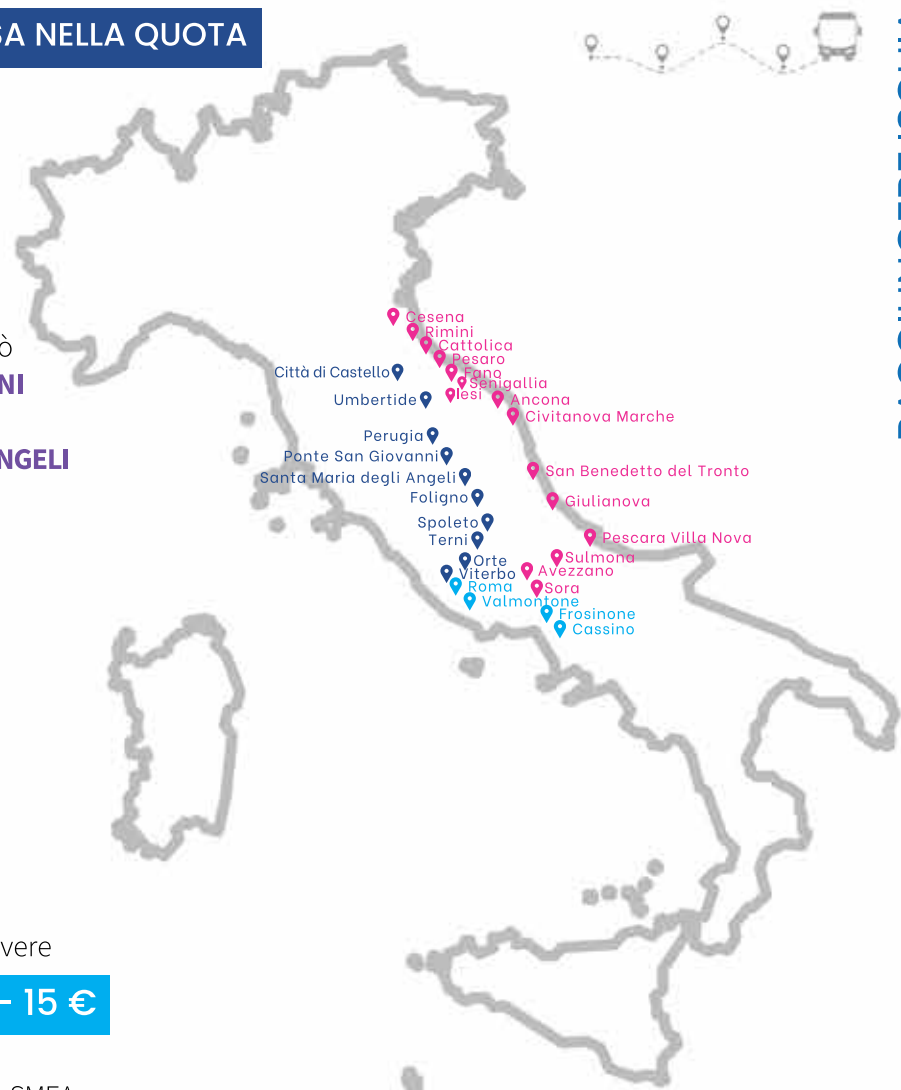 SA NELLA QUOTA
ò
NI
NGELI
Cesena
Rimini
Cattolica
Pesaro
Fano
Senigallia
Iesi
Ancona
Civitanova Marche
Città di Castello
Umbertide
Perugia
Ponte San Giovanni
Santa Maria degli Angeli
Foligno
Spoleto
Terni
Orte
Viterbo
Roma
Valmontone
San Benedetto del Tronto
Giulianova
Pescara Villa Nova
Sulmona
Avezzano
Sora
Frosinone
Cassino
vere
- 15 €